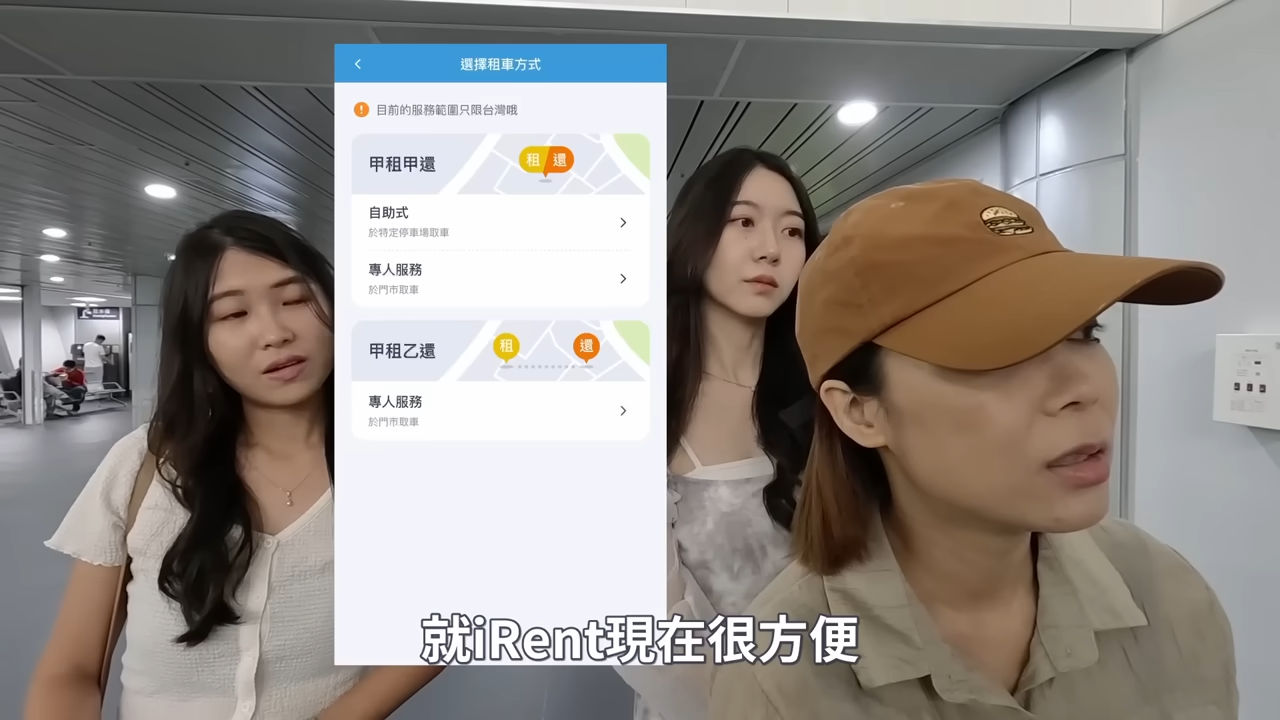 選擇租車方式
目前的服務範圍只限台灣哦
甲租甲還
租 還
自助式
於特定停車場取車
專人服務
於門市取車
甲租乙還
租 還
專人服務
於門市取車
就iRent現在很方便